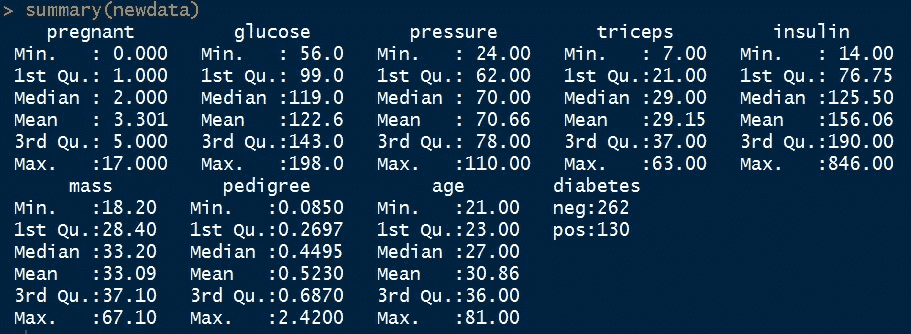 > summary(newdata)
pregnant glucose pressure triceps insulin
Min. : 0.000 Min. : 56.0 Min. : 24.00 Min. : 7.00 Min. : 14.00
1st Qu.: 1.000 1st Qu.: 99.0 1st Qu.: 62.00 1st Qu.:21.00 1st Qu.: 76.75
Median : 2.000 Median :119.0 Median : 70.00 Median :29.00 Median :125.50
Mean : 3.301 Mean :122.6 Mean : 70.66 Mean :29.15 Mean :156.06
3rd Qu.: 5.000 3rd Qu.:143.0 3rd Qu.: 78.00 3rd Qu.:37.00 3rd Qu.:190.00
Max. :17.000 Max. :198.0 Max. :110.00 Max. :63.00 Max. :846.00
mass pedigree age diabetes
Min. :18.20 Min. :0.0850 Min. :21.00 neg:262
1st Qu.:28.40 1st Qu.:0.2697 1st Qu.:23.00 pos:130
Median :33.20 Median :0.4495 Median :27.00
Mean :33.09 Mean :0.5230 Mean :30.86
3rd Qu.:37.10 3rd Qu.:0.6870 3rd Qu.:36.00
Max. :67.10 Max. :2.4200 Max. :81.00